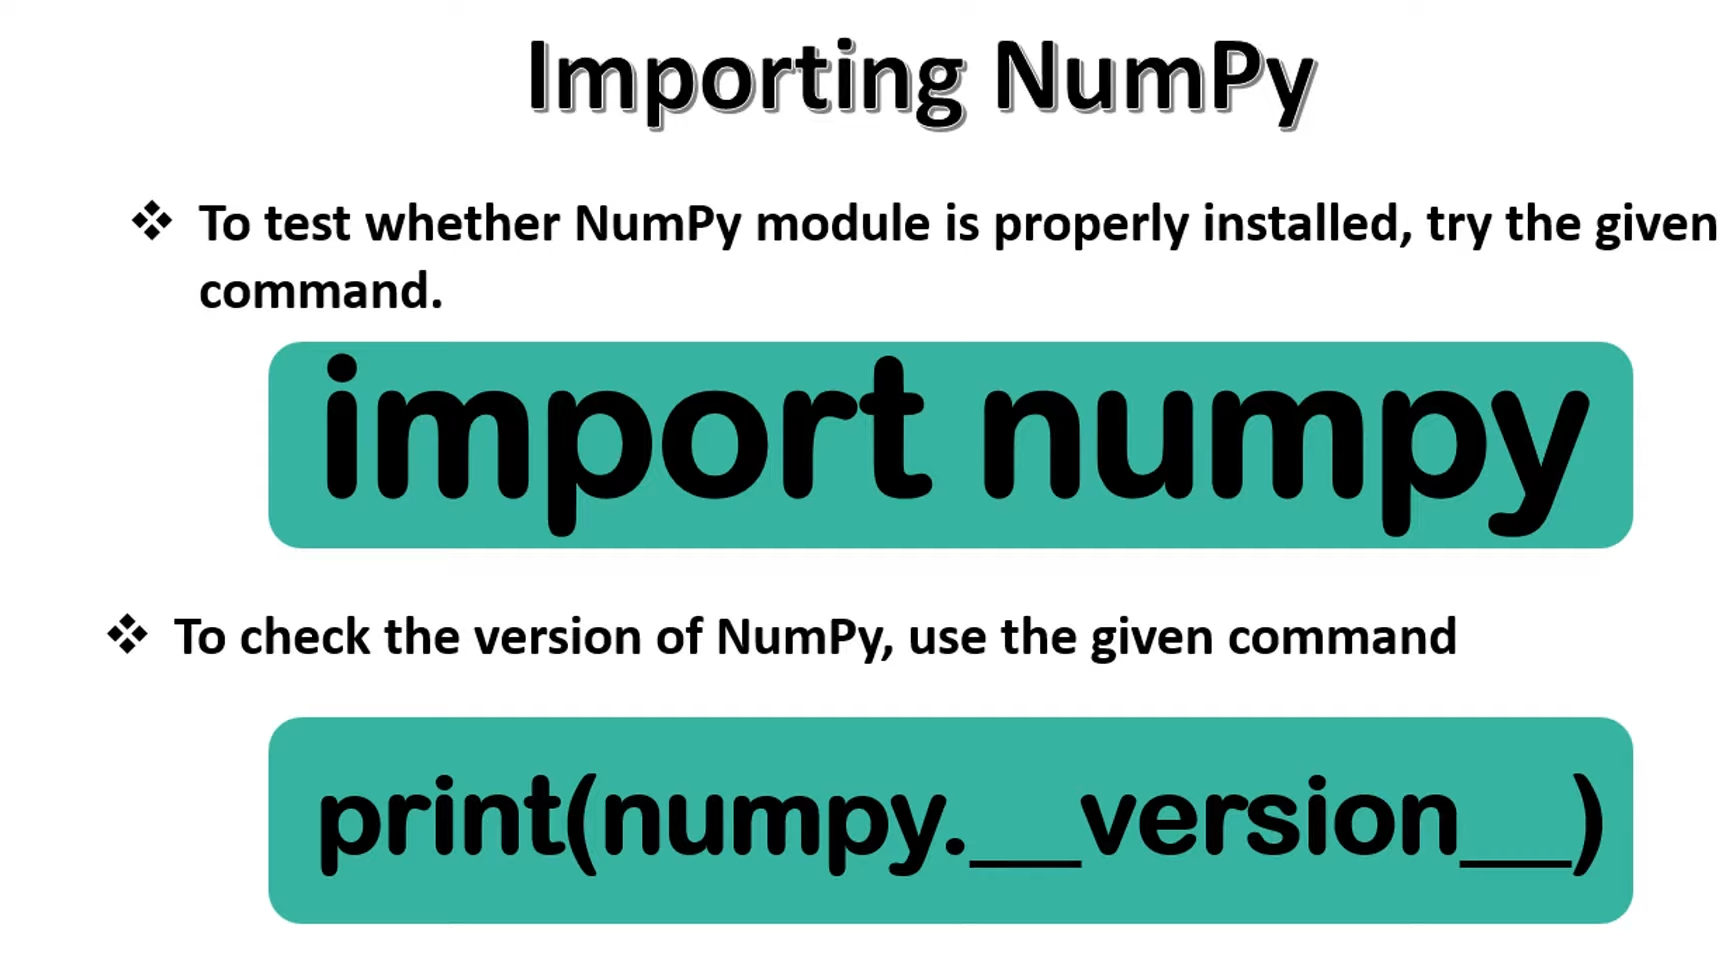 Importing NumPy
To test whether NumPy module is properly installed, try the given
command.
import numpy
To check the version of NumPy, use the given command
print(numpy.__version__)